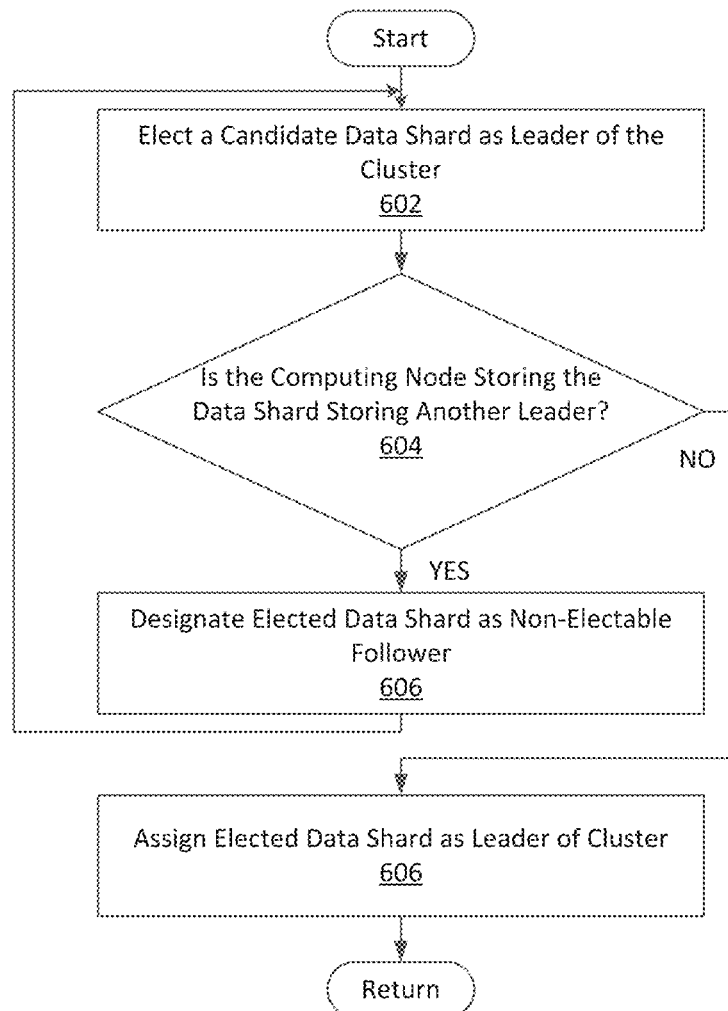 Start
Elect a Candidate Data Shard as Leader of the
Cluster
602
Is the Computing Node Storing the
Data Shard Storing Another Leader?
604
NO
YES
Designate Elected Data Shard as Non-Electable
Follower
606
Assign Elected Data Shard as Leader of Cluster
606
Return